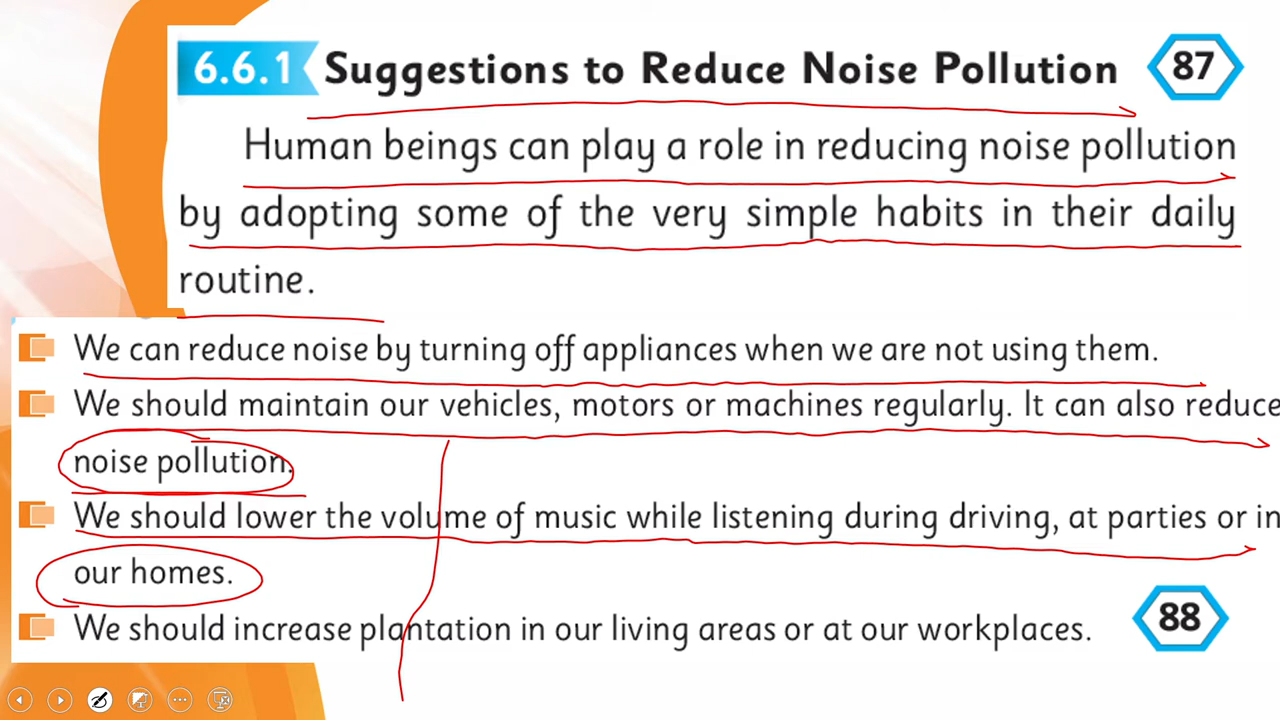 6.6.1 Suggestions to Reduce Noise Pollution 87
Human beings can play a role in reducing noise pollution
by adopting some of the very simple habits in their daily
routine.
We can reduce noise by turning off appliances when we are not using them.
We should maintain our vehicles, motors or machines regularly. It can also reduce
noise pollution.
We should lower the volume of music while listening during driving, at parties or in
our homes.
We should increase plantation in our living areas or at our workplaces. 88